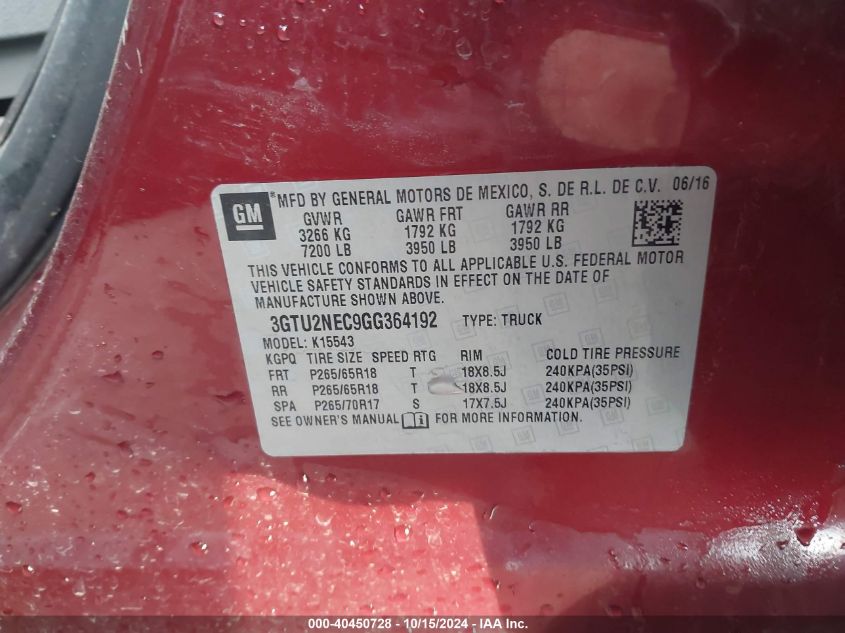 GM
*MFD BY GENERAL MOTORS DE MEXICO, S. DE R.L. DE C.V. 06/16
GVWR GAWR FRT GAWR RR
3266 KG 1792 KG 1792 KG
7200 LB 3950 LB 3950 LB
THIS VEHICLE CONFORMS TO ALL APPLICABLE U.S. FEDERAL MOTOR
VEHICLE SAFETY STANDARDS IN EFFECT ON THE DATE OF
MANUFACTURE SHOWN ABOVE.
3GTU2NEC9GG364192 TYPE: TRUCK
MODEL: K15543
KGPQ TIRE SIZE SPEED RTG RIM COLD TIRE PRESSURE
FRT P265/65R18 T 18X8.5J 240KPA(35PSI)
RR P265/65R18 T 18X8.5J 240KPA(35PSI)
SPA P265/70R17 S 17X7.5J 240KPA(35PSI)
SEE OWNER'S MANUAL FOR MORE INFORMATION.
000-40450728 - 10/15/2024 - IAA Inc.